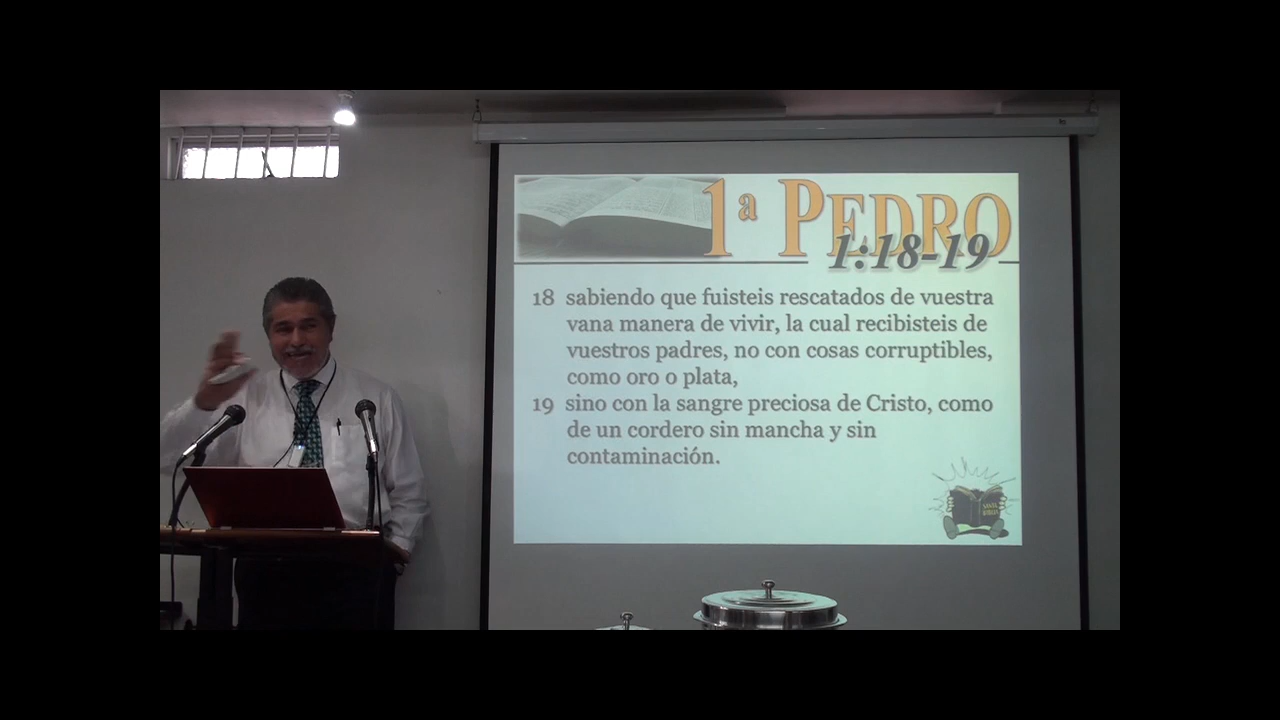 1ª PEDRO
1:18-19
18 sabiendo que fuisteis rescatados de vuestra
vana manera de vivir, la cual recibisteis de
vuestros padres, no con cosas corruptibles,
como oro o plata,
19 sino con la sangre preciosa de Cristo, como
de un cordero sin mancha y sin
contaminación.
SANTA
BIBLIA